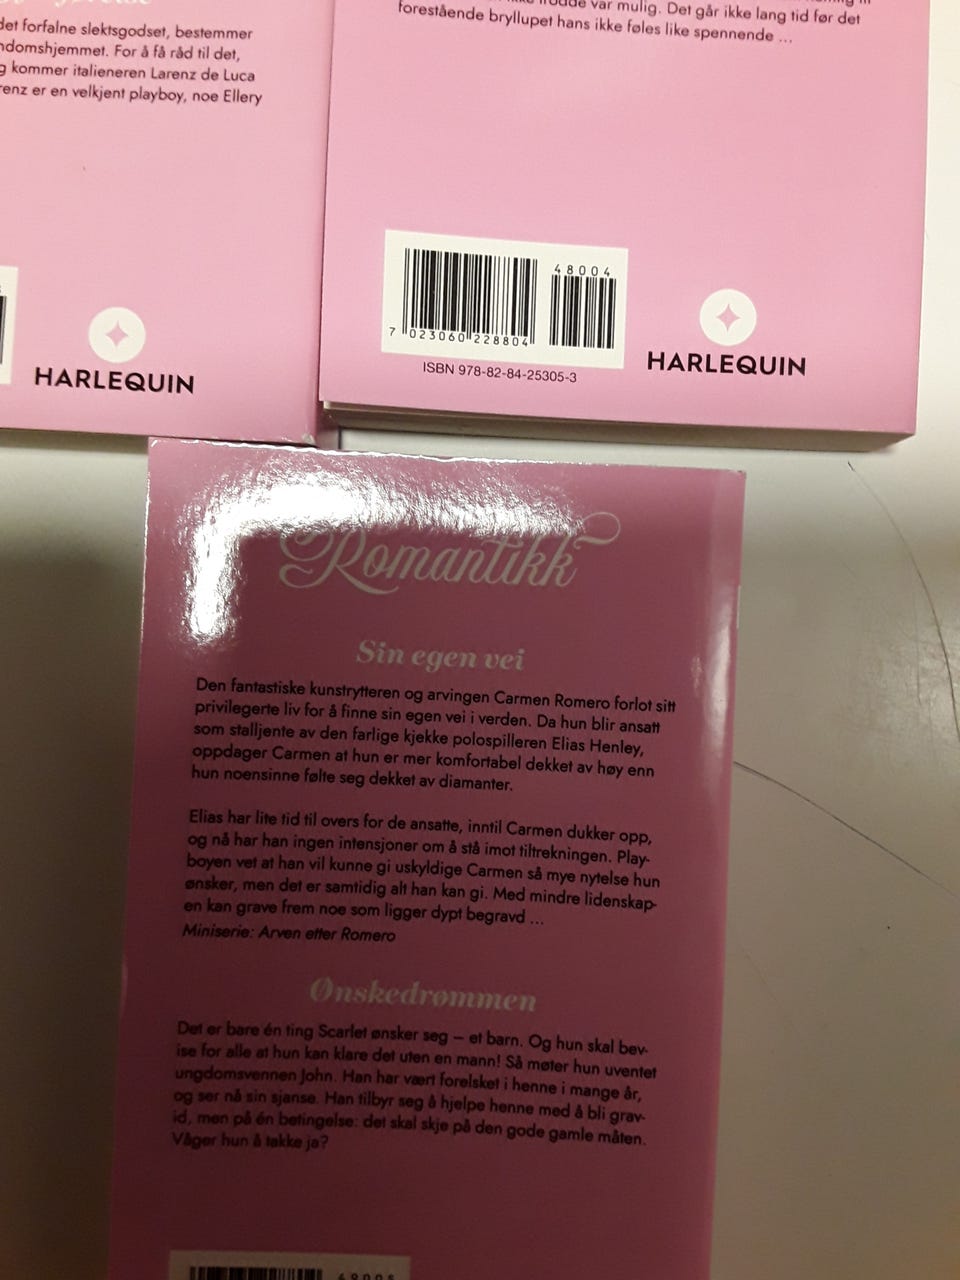 det forfalne slektsgodset, bestemmer
ndomshjemmet. For å få råd til det,
g kommer italieneren Larenz de Luca
renz er en velkjent playboy, noe Ellery
HARLEQUIN
var mulig. Det går ikke lang tid før det
forestående bryllupet hans ikke føles like spennende ...
48004
7 023060 228804
ISBN 978-82-84-25305-3
HARLEQUIN
Romantikk
Sin egen vei
Den fantastiske kunstrytteren og arvingen Carmen Romero forlot sitt
privilegerte liv for å finne sin egen vei i verden. Da hun blir ansatt
som stalljente av den farlige kjekke polospilleren Elias Henley,
oppdager Carmen at hun er mer komfortabel dekket av høy enn
hun noensinne følte seg dekket av diamanter.
Elias har lite tid til overs for de ansatte, inntil Carmen dukker opp,
og nå har han ingen intensjoner om å stå imot tiltrekningen. Play-
boyen vet at han vil kunne gi uskyldige Carmen så mye nytelse hun
ønsker, men det er samtidig alt han kan gi. Med mindre lidenskap-
en kan grave frem noe som ligger dypt begravd ...
Miniserie: Arven etter Romero
Ønskedrømmen
Det er bare én ting Scarlet ønsker seg – et barn. Og hun skal bev-
ise for alle at hun kan klare det uten en mann! Så møter hun uventet
ungdomsvennen John. Han har vært forelsket i henne i mange år,
og ser nå sin sjanse. Han tilbyr seg å hjelpe henne med å bli grav-
id, men på én betingelse: det skal skje på den gode gamle måten.
Våger hun å takke ja?